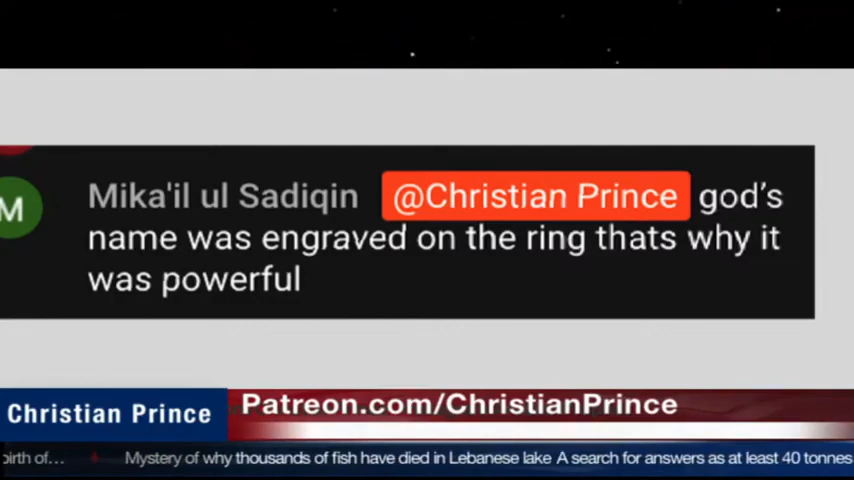 M
Mika'il ul Sadiqin @Christian Prince god's
name was engraved on the ring thats why it
was powerful
Christian Prince
Patreon.com/ChristianPrince
birth of... Mystery of why thousands of fish have died in Lebanese lake A search for answers as at least 40 tonnes